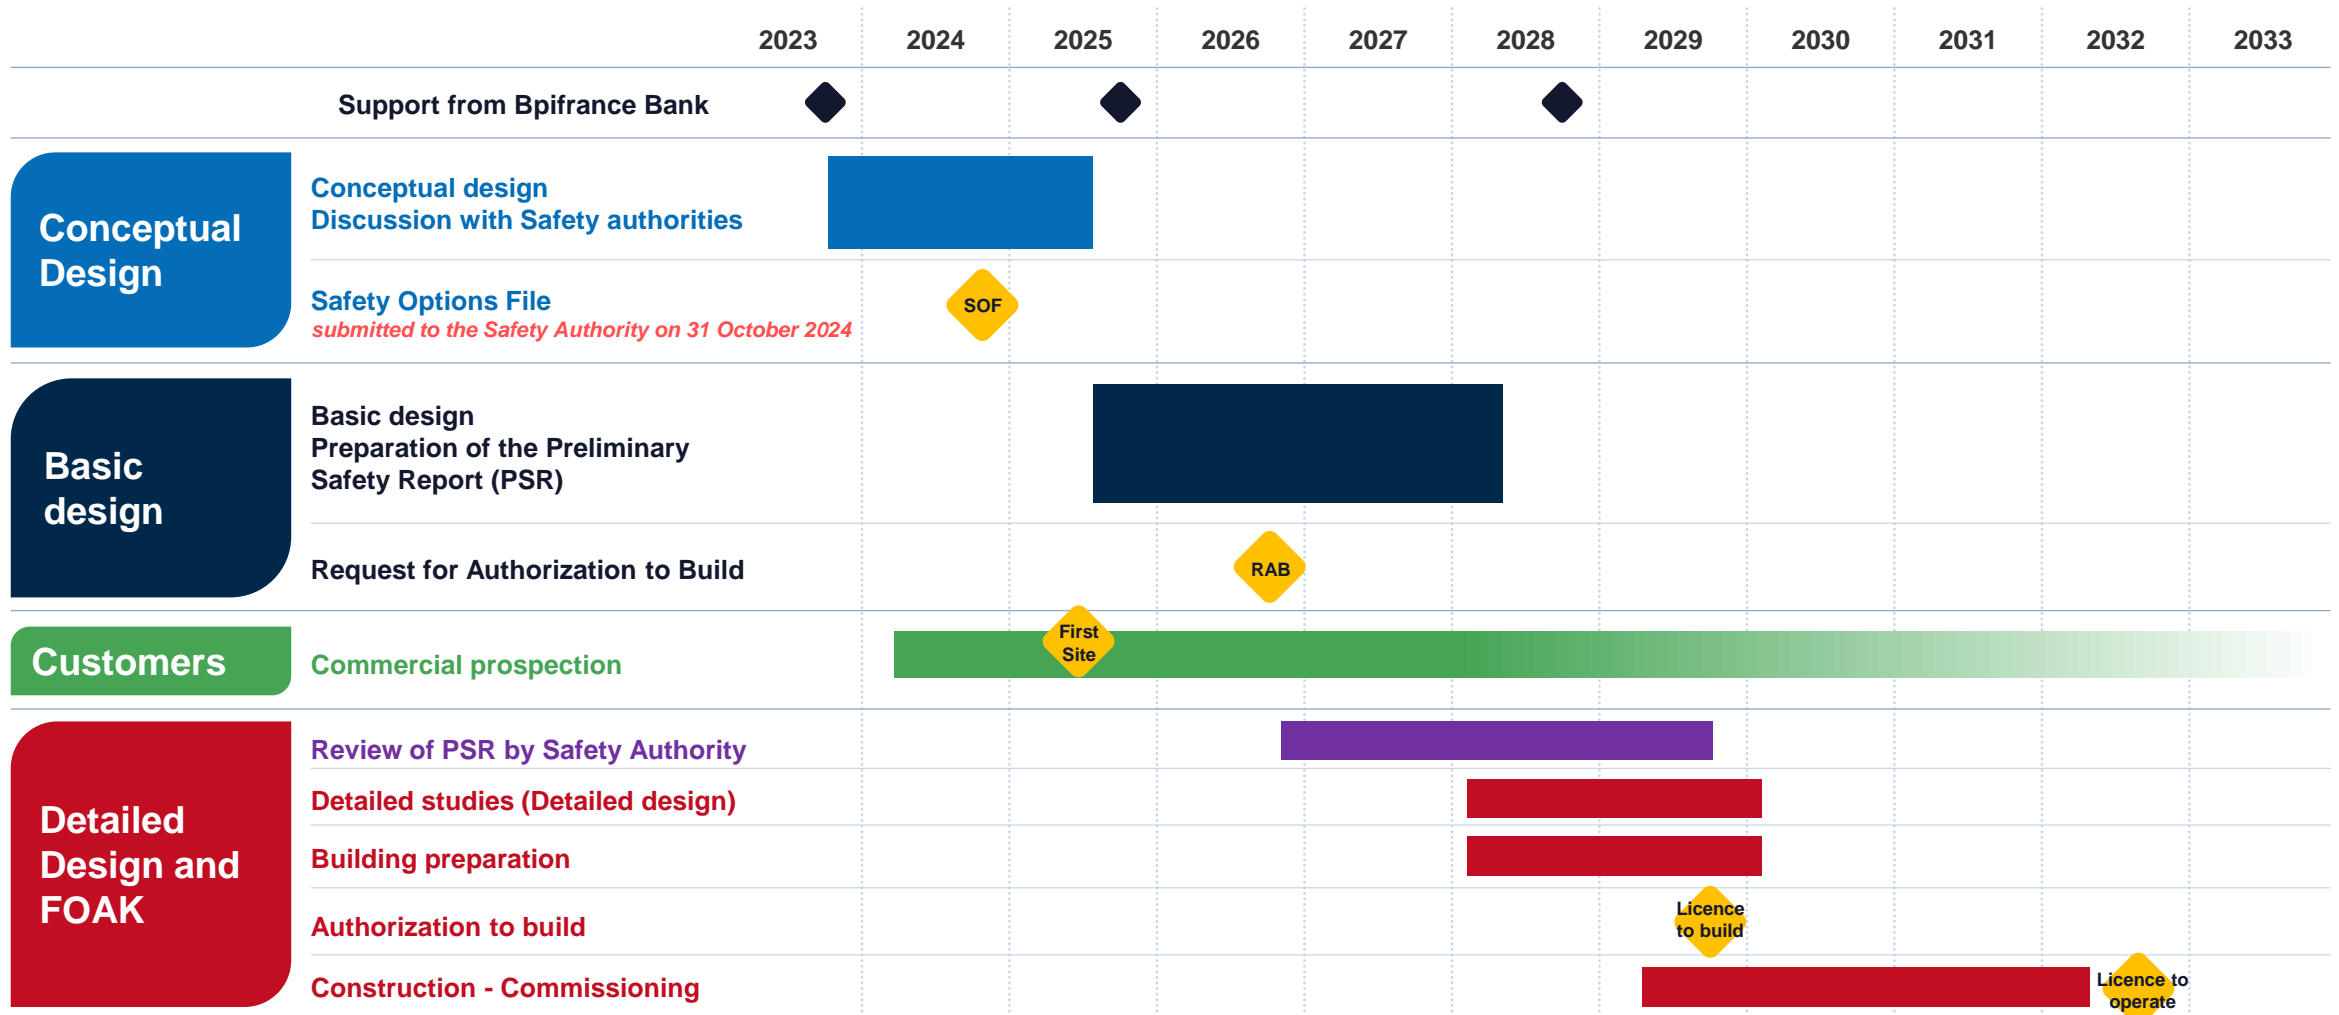 2023 2024 2025 2026 2027 2028 2029 2030 2031 2032 2033
Support from Bpifrance Bank
Conceptual
Design
Conceptual design
Discussion with Safety authorities
Safety Options File
submitted to the Safety Authority on 31 October 2024
SOF
Basic
design
Basic design
Preparation of the Preliminary
Safety Report (PSR)
Request for Authorization to Build
RAB
Customers
Commercial prospection
First
Site
Detailed
Design and
FOAK
Review of PSR by Safety Authority
Detailed studies (Detailed design)
Building preparation
Authorization to build
Licence
to build
Construction - Commissioning
Licence to
operate